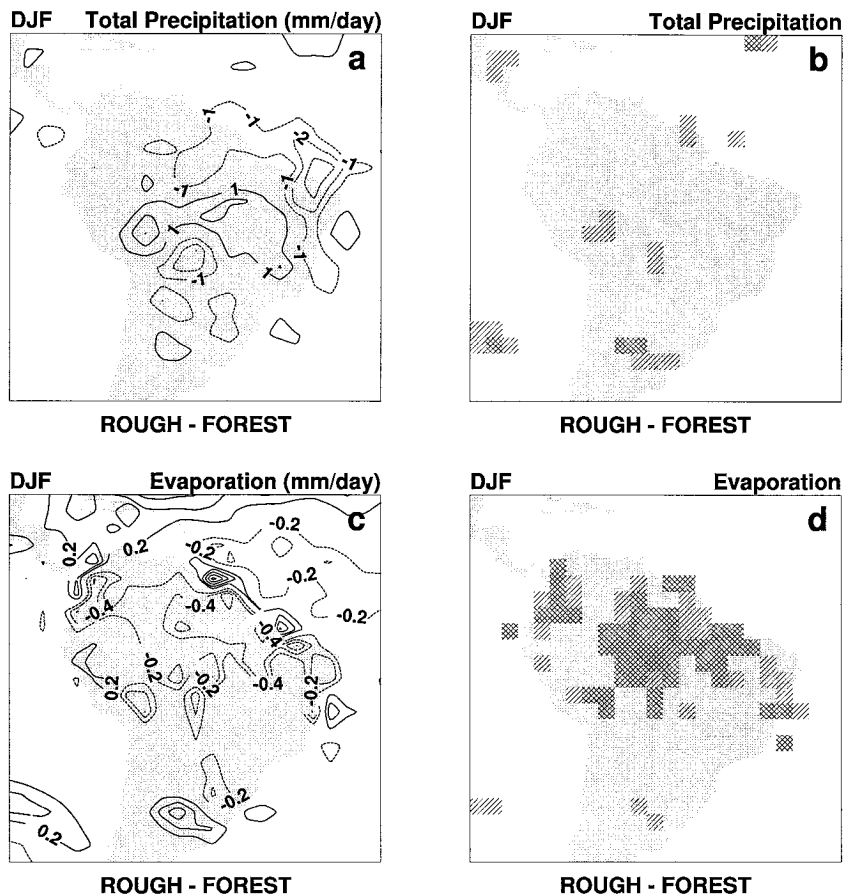 DJF Total Precipitation (mm/day)
a
-1
-1
-2
-1
-1
-1
1
1
-1
1
-1
ROUGH - FOREST
DJF Total Precipitation
b
ROUGH - FOREST
DJF Evaporation (mm/day)
c
-0.2
0.2
0.2
-0.2
-0.2
-0.4
-0.4
-0.2
-0.4
-0.2
0.2
-0.2
-0.4
-0.2
-0.2
0.2
ROUGH - FOREST
DJF Evaporation
d
ROUGH - FOREST